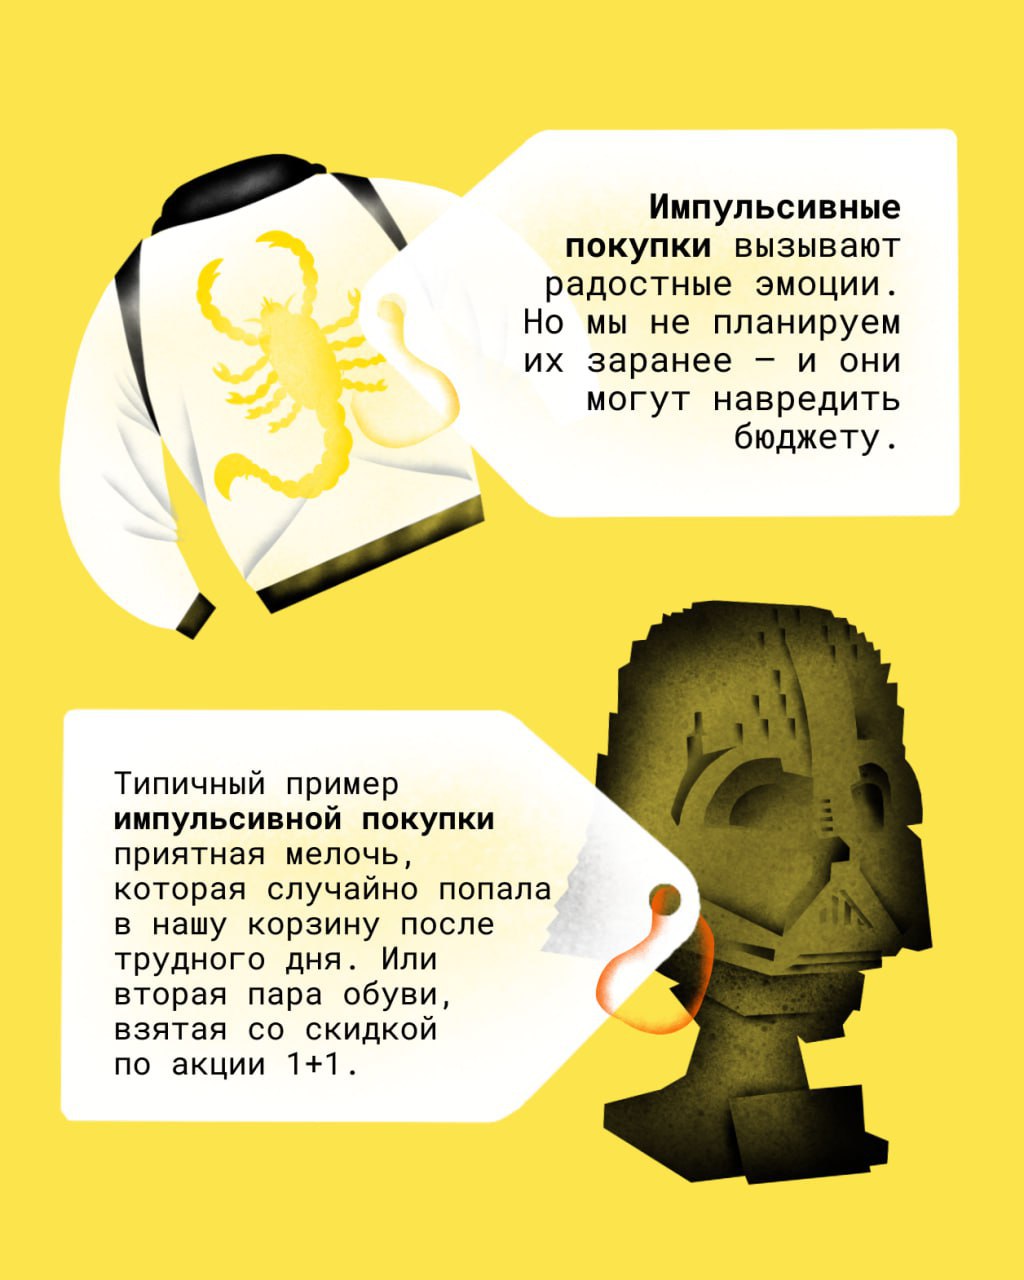 Импульсивные
покупки вызывают
радостные эмоции.
Но мы не планируем
их заранее — и они
могут навредить
бюджету.
Типичный пример
импульсивной покупки
приятная мелочь,
которая случайно попала
в нашу корзину после
трудного дня. Или
вторая пара обуви,
взятая со скидкой
по акции 1+1.